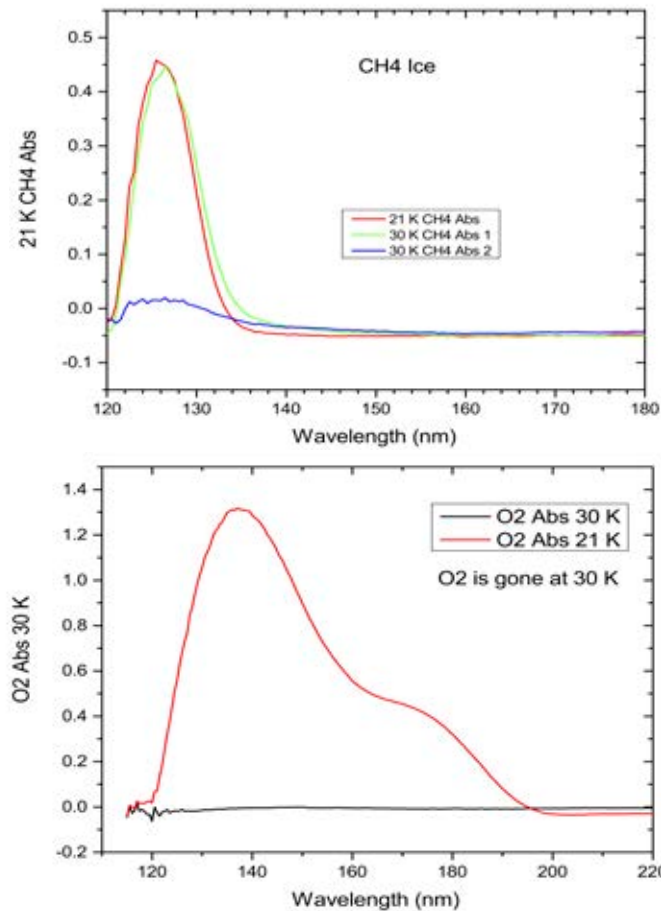 CH4 Ice
21 K CH4 Abs
0.5
0.4
0.3
0.2
0.1
0.0
-0.1
21 K CH4 Abs
30 K CH4 Abs 1
30 K CH4 Abs 2
120 130 140 150 160 170 180
Wavelength (nm)
O2 Abs 30 K
1.4
1.2
1.0
0.8
0.6
0.4
0.2
0.0
-0.2
O2 Abs 30 K
O2 Abs 21 K
O2 is gone at 30 K
120 140 160 180 200 220
Wavelength (nm)